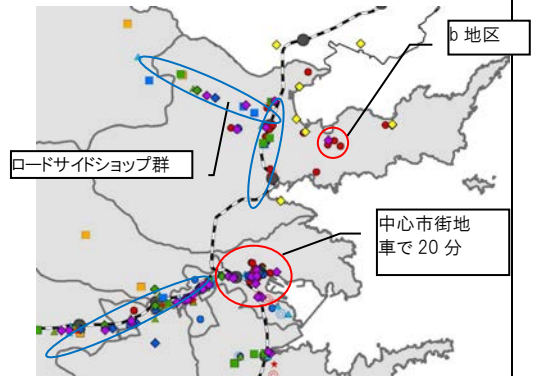 b 地区
ロードサイドショップ群
中心市街地
車で 20 分